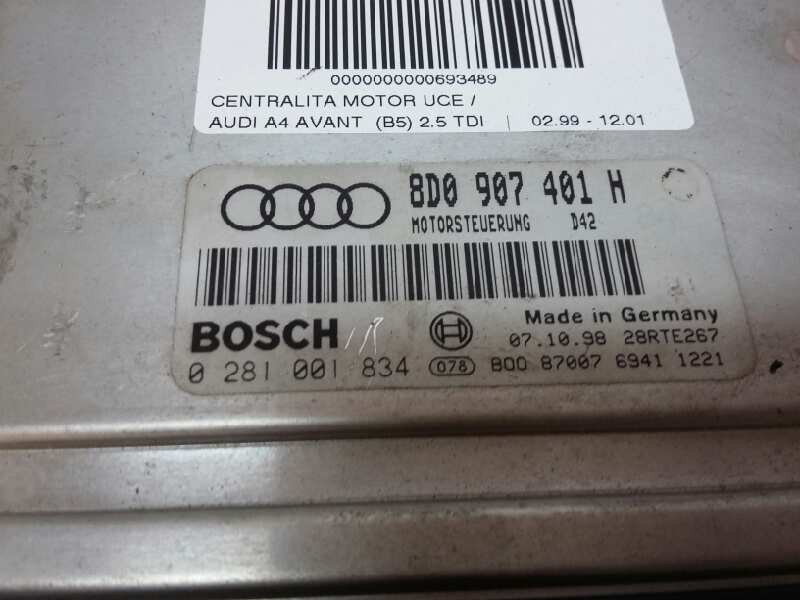 0000000000693489
CENTRALITA MOTOR UCE /
AUDI A4 AVANT (B5) 2.5 TDI | 02.99 - 12.01
8D0 907 401 H
MOTORSTEUERUNG D42
BOSCH
Made in Germany
07.10.98 28RTE267
0 281 001 834 078 800 87007 6941 1221